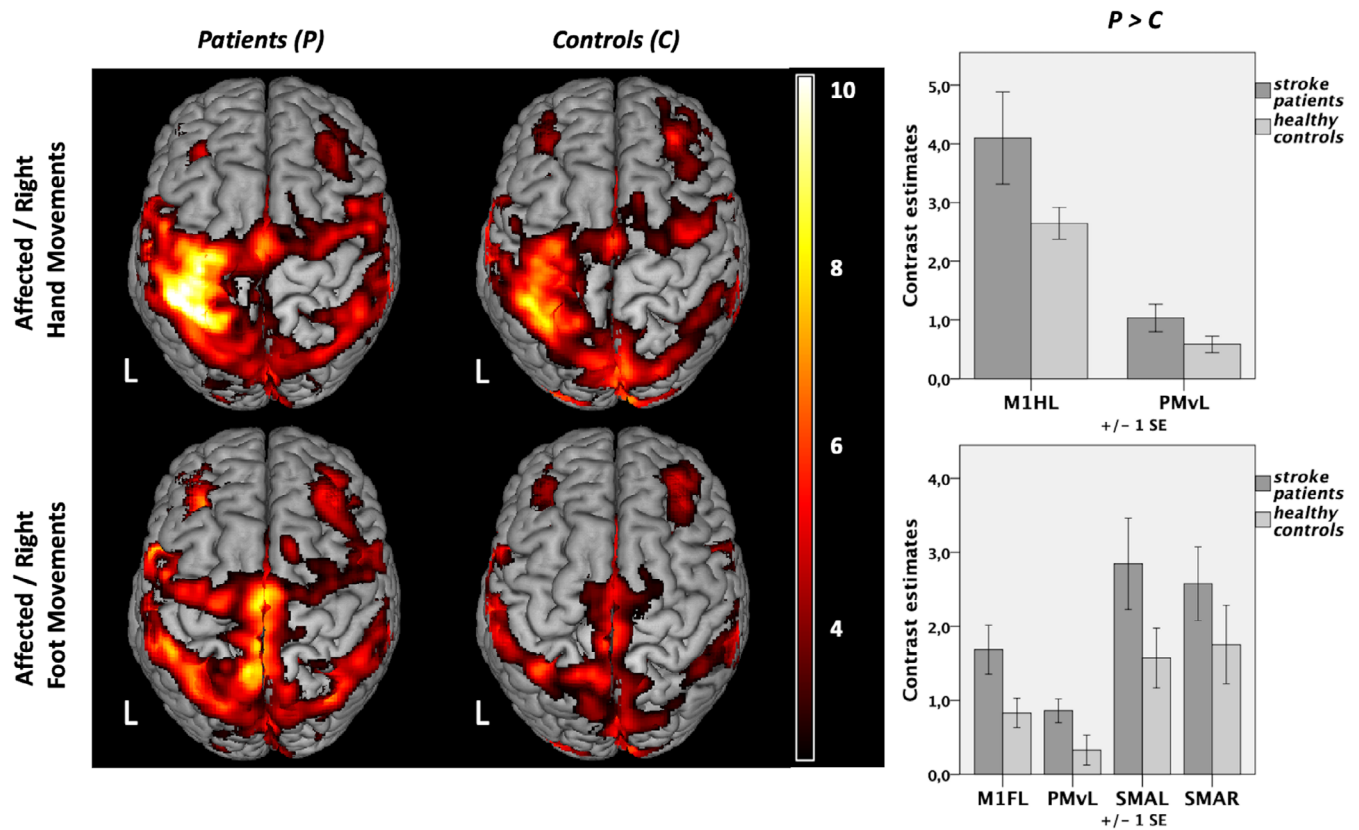 Patients (P)
Controls (C)
Affected / Right
Hand Movements
L
L
Affected / Right
Foot Movements
L
L
10
8
6
4
P > C
Contrast estimates
5,0
4,0
3,0
2,0
1,0
0,0
M1HL
PMvL
+/- 1 SE
stroke
patients
healthy
controls
Contrast estimates
4,0
3,0
2,0
1,0
0,0
M1FL
PMvL
SMAL
SMAR
+/- 1 SE
stroke
patients
healthy
controls